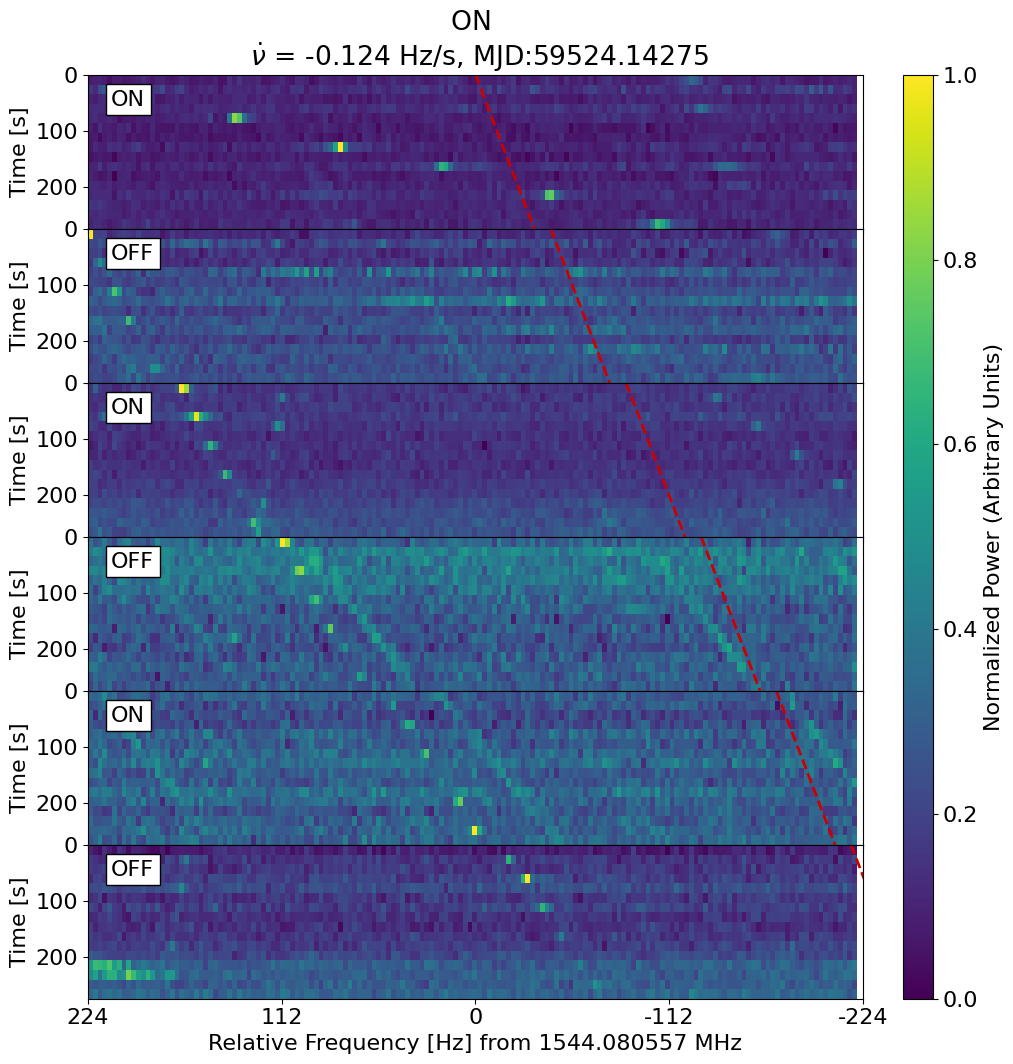 ON
ν̇ = -0.124 Hz/s, MJD:59524.14275
0
ON
Time [s]
100
200
0
OFF
Time [s]
100
200
0
ON
Time [s]
100
200
0
OFF
Time [s]
100
200
0
ON
Time [s]
100
200
0
OFF
Time [s]
100
200
224 112 0 -112 -224
Relative Frequency [Hz] from 1544.080557 MHz
1.0
0.8
0.6
0.4
0.2
0.0
Normalized Power (Arbitrary Units)